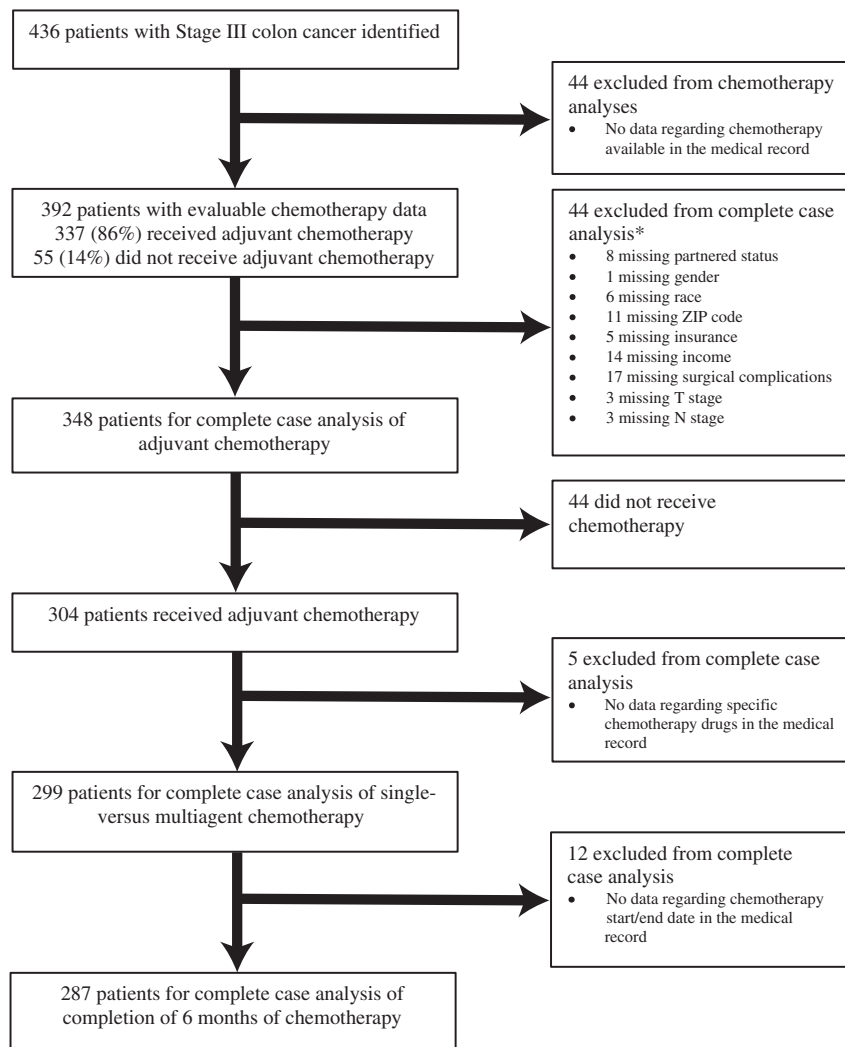 436 patients with Stage III colon cancer identified
44 excluded from chemotherapy
analyses
• No data regarding chemotherapy
available in the medical record
392 patients with evaluable chemotherapy data
337 (86%) received adjuvant chemotherapy
55 (14%) did not receive adjuvant chemotherapy
44 excluded from complete case
analysis*
• 8 missing partnered status
• 1 missing gender
• 6 missing race
• 11 missing ZIP code
• 5 missing insurance
• 14 missing income
• 17 missing surgical complications
• 3 missing T stage
• 3 missing N stage
348 patients for complete case analysis of
adjuvant chemotherapy
44 did not receive
chemotherapy
304 patients received adjuvant chemotherapy
5 excluded from complete case
analysis
• No data regarding specific
chemotherapy drugs in the medical
record
299 patients for complete case analysis of single-
versus multiagent chemotherapy
12 excluded from complete
case analysis
• No data regarding chemotherapy
start/end date in the medical
record
287 patients for complete case analysis of
completion of 6 months of chemotherapy